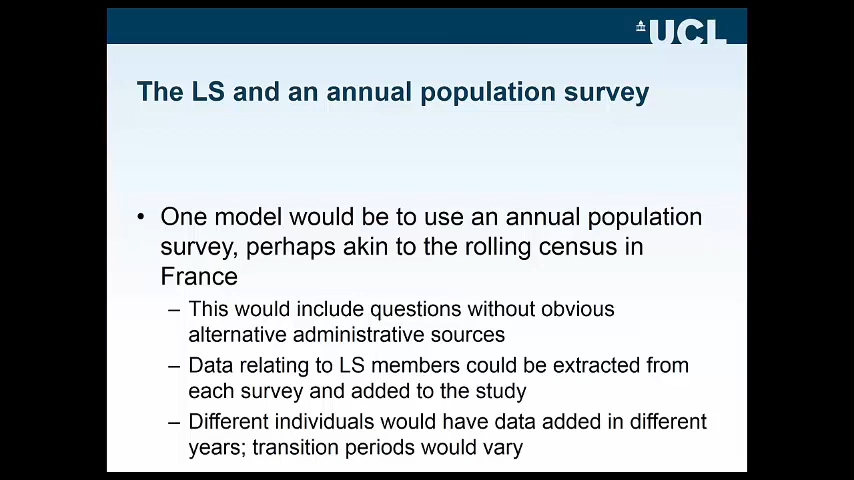 UCL
The LS and an annual population survey
• One model would be to use an annual population
survey, perhaps akin to the rolling census in
France
– This would include questions without obvious
alternative administrative sources
– Data relating to LS members could be extracted from
each survey and added to the study
– Different individuals would have data added in different
years; transition periods would vary